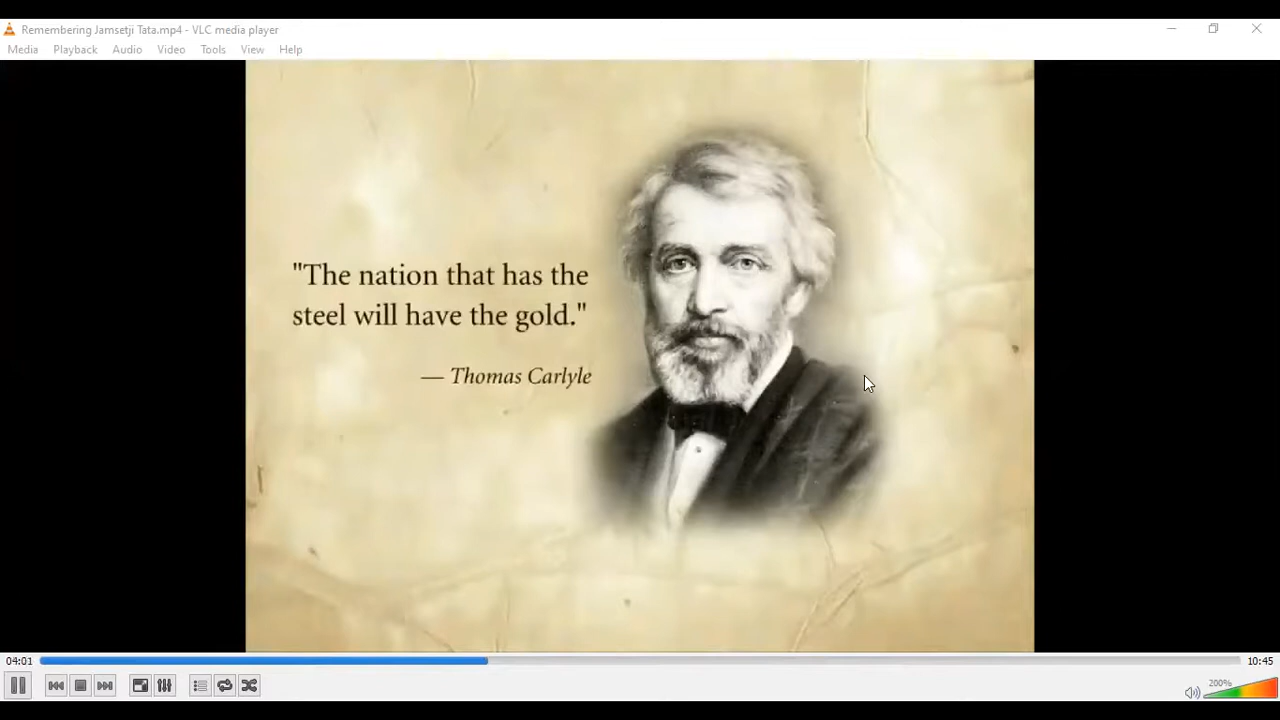 Remembering Jamsetji Tata.mp4 - VLC media player
Media Playback Audio Video Tools View Help
"The nation that has the
steel will have the gold."
— Thomas Carlyle
04:01
10:45
200%